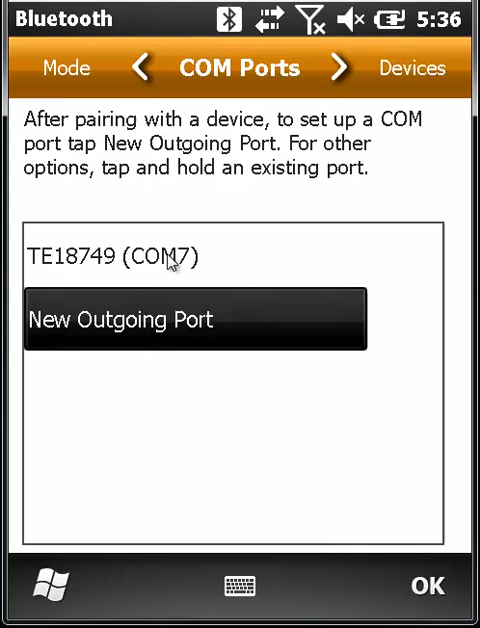 Bluetooth 5:36
Mode COM Ports Devices
After pairing with a device, to set up a COM
port tap New Outgoing Port. For other
options, tap and hold an existing port.
TE18749 (COM7)
New Outgoing Port
OK